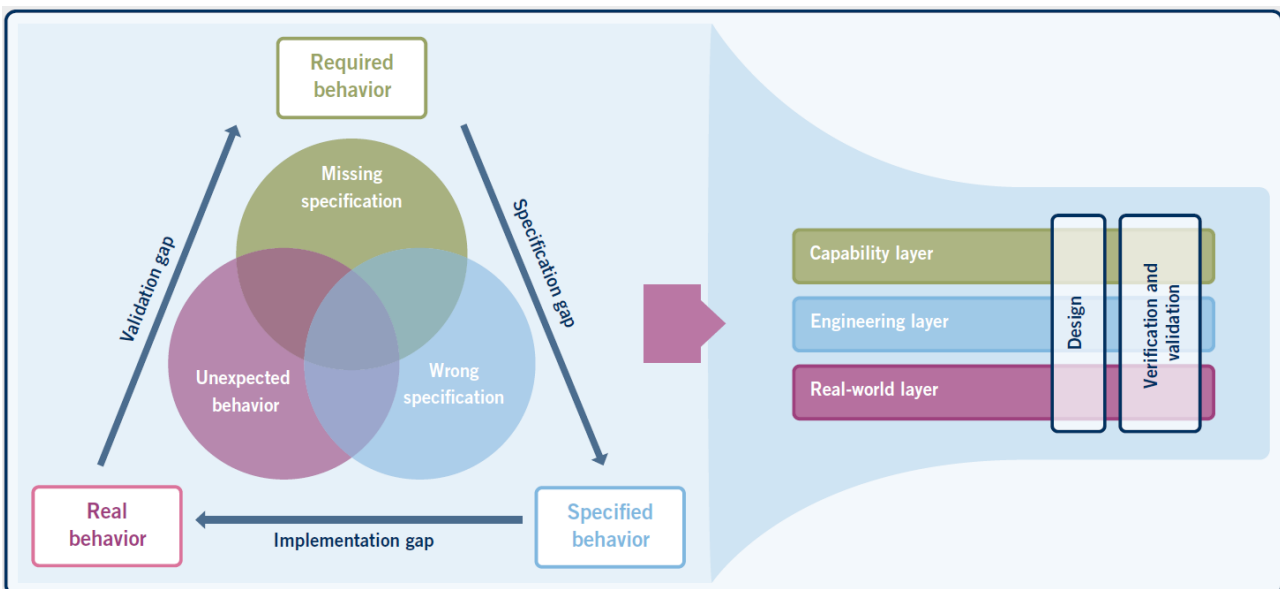 Required
behavior
Missing
specification
Validation gap
Specification gap
Unexpected
behavior
Wrong
specification
Real
behavior
Implementation gap
Specified
behavior
Capability layer
Engineering layer
Real-world layer
Design
Verification and
validation